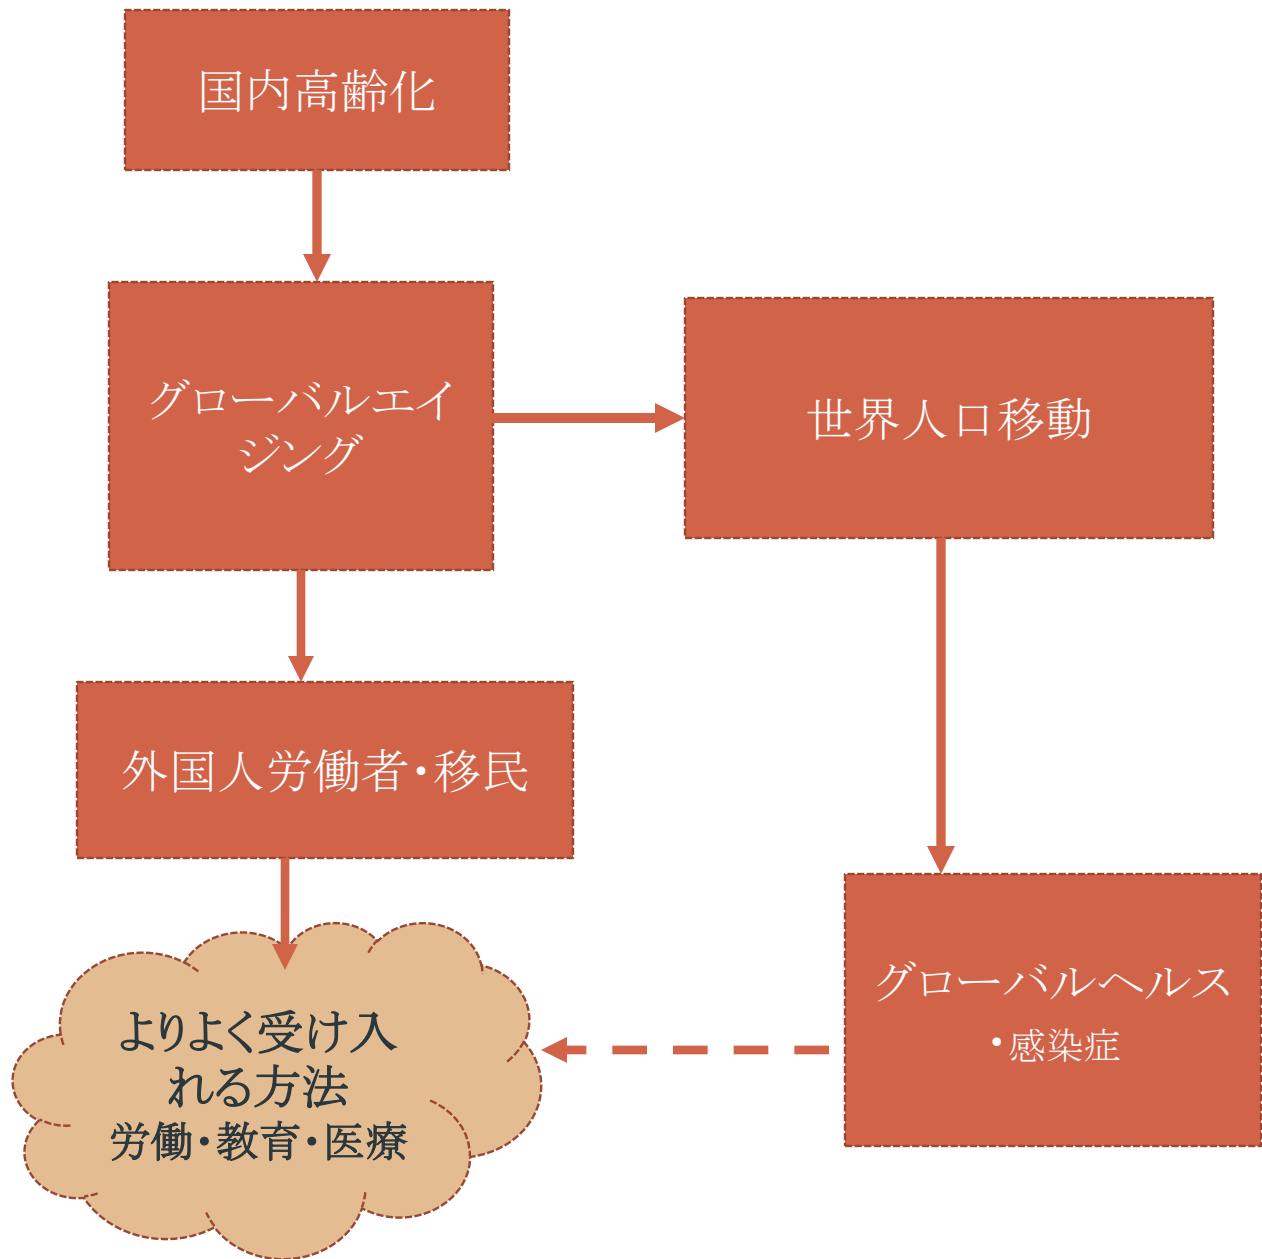 国内高齢化
グローバルエイ
ジング
世界人口移動
外国人労働者・移民
グローバルヘルス
・感染症
よりよく受け入
れる方法
労働・教育・医療